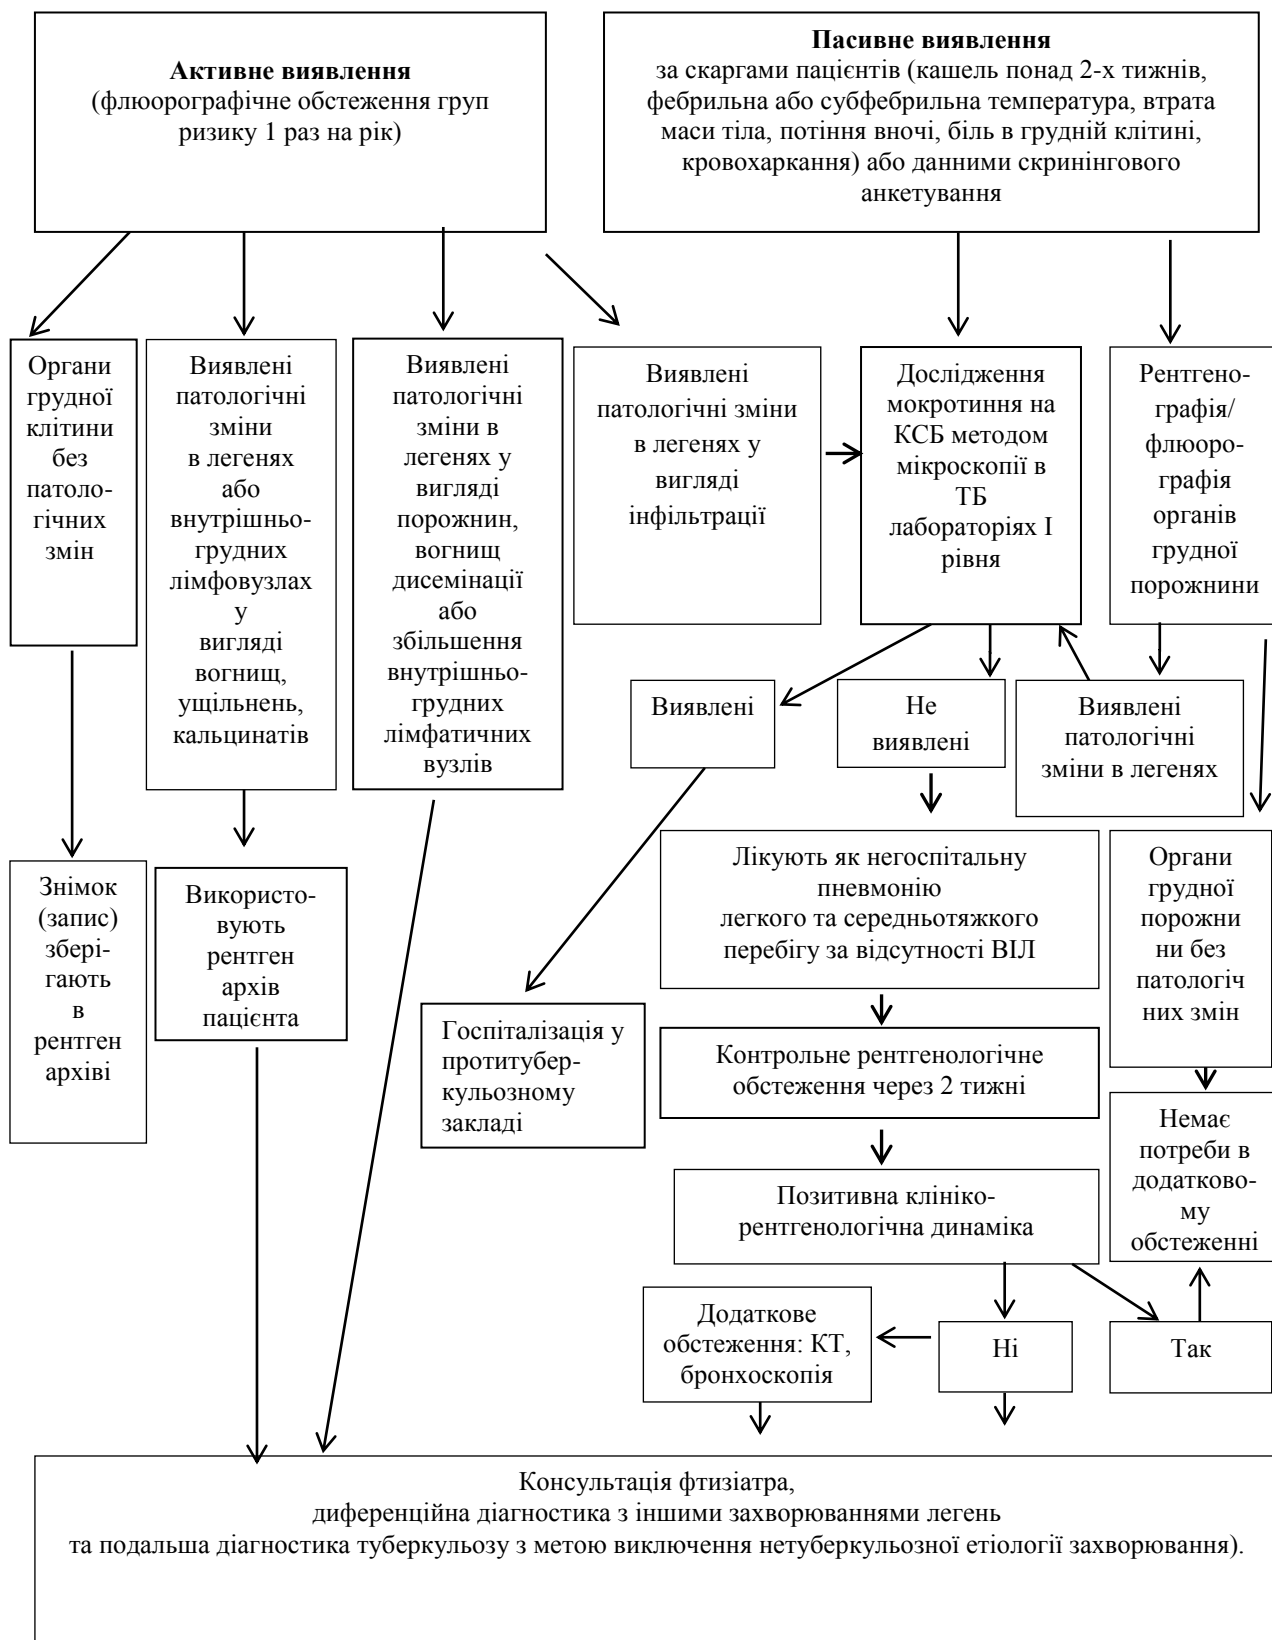 Активне виявлення
(флюорографічне обстеження груп
ризику 1 раз на рік)
Пасивне виявлення
за скаргами пацієнтів (кашель понад 2-х тижнів,
фебрильна або субфебрильна температура, втрата
маси тіла, потіння вночі, біль в грудній клітині,
кровохаркання) або данними скринінгового
анкетування
Органи
грудної
клітини
без
патоло-
гічних
змін
Виявлені
патологічні
зміни
в легенях
або
внутрішньо-
грудних
лімфовузлах
у
вигляді
вогнищ,
ущільнень,
кальцинатів
Виявлені
патологічні
зміни в
легенях у
вигляді
порожнин,
вогнищ
дисемінації
або
збільшення
внутрішньо-
грудних
лімфатичних
вузлів
Виявлені
патологічні зміни
в легенях у
вигляді
інфільтрації
Дослідження
мокротиння на
КСБ методом
мікроскопії в
ТБ
лабораторіях І
рівня
Рентгено-
графія/
флюоро-
графія
органів
грудної
порожнини
Виявлені
Не
виявлені
Виявлені
патологічні
зміни в легенях
Знімок
(запис)
збері-
гають
в
рентген
архіві
Використо-
вують
рентген
архів
пацієнта
Лікують як негоспітальну
пневмонію
легкого та середньотяжкого
перебігу за відсутності ВІЛ
Органи
грудної
порожни
ни без
патологіч
них змін
Госпіталізація у
протитубер-
кульозному
закладі
Контрольне рентгенологічне
обстеження через 2 тижні
Немає
потреби в
додатково-
му
обстеженні
Позитивна клініко-
рентгенологічна динаміка
Додаткове
обстеження: КТ,
бронхоскопія
Ні
Так
Консультація фтизіатра,
диференційна діагностика з іншими захворюваннями легень
та подальша діагностика туберкульозу з метою виключення нетуберкульозної етіології захворювання).